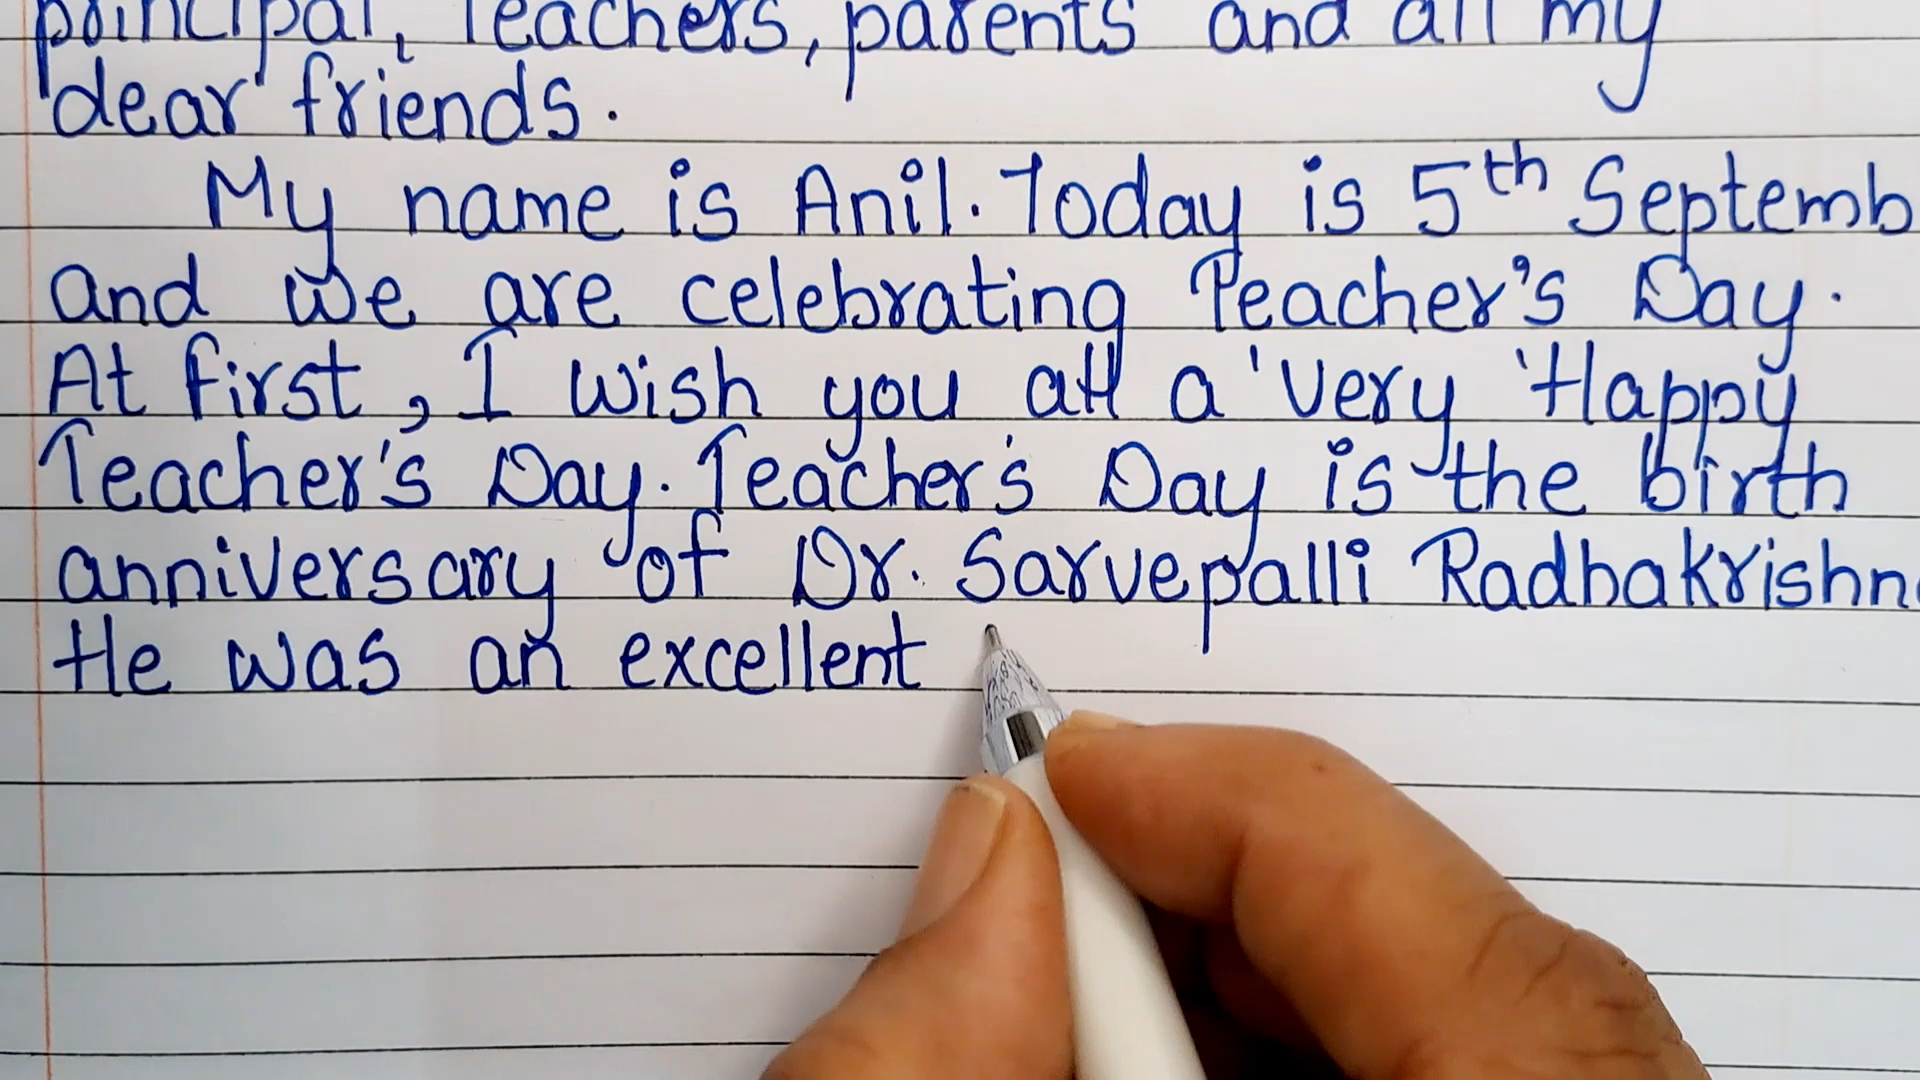 principal, Teachers, parents and all my
dear friends.
My name is Anil. Today is 5th Septemb
and we are celebrating Teacher's Day.
At first, I wish you all a very Happy
Teacher's Day. Teacher's Day is the birth
anniversary of Dr. Sarvepalli Radhakrishn
He was an excellent